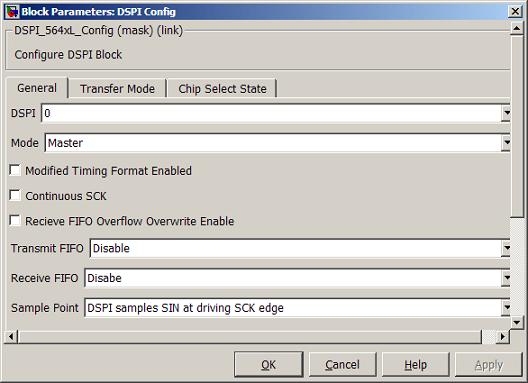 Block Parameters: DSPI Config
DSPI_564xL_Config (mask) (link)
Configure DSPI Block
General Transfer Mode Chip Select State
DSPI 0
Mode Master
Modified Timing Format Enabled
Continuous SCK
Recieve FIFO Overflow Overwrite Enable
Transmit FIFO Disable
Receive FIFO Disabe
Sample Point DSPI samples SIN at driving SCK edge
OK Cancel Help Apply